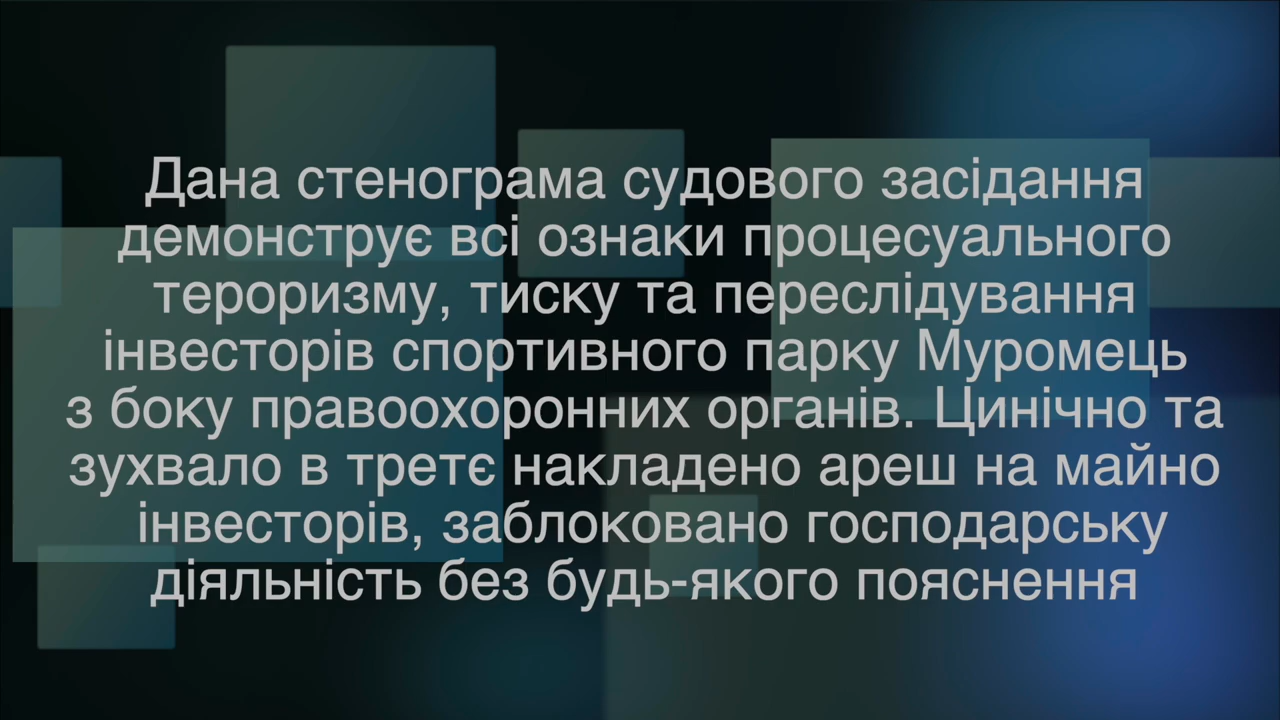 Дана стенограма судового засідання
демонструє всі ознаки процесуального
тероризму, тиску та переслідування
інвесторів спортивного парку Муромець
з боку правоохоронних органів. Цинічно та
зухвало в третє накладено ареш на майно
інвесторів, заблоковано господарську
діяльність без будь-якого пояснення